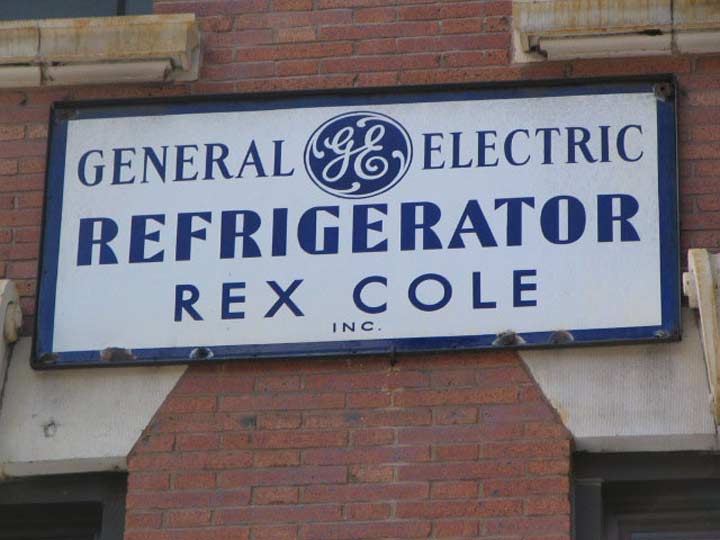 GENERAL GE ELECTRIC
REFRIGERATOR
REX COLE
INC.